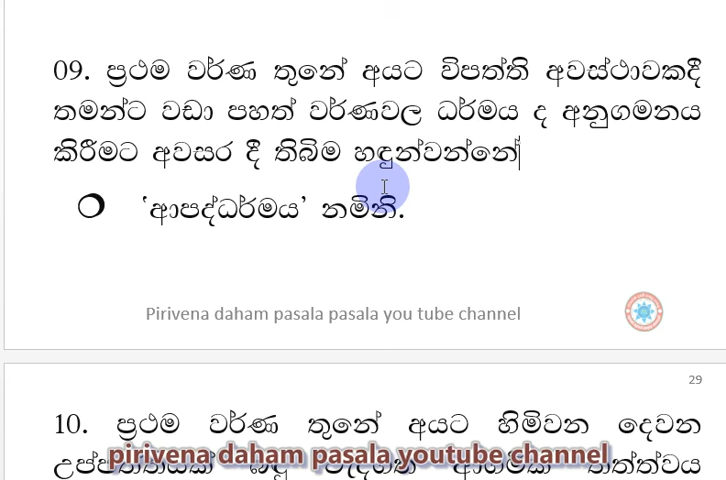 09. ප්‍රථම වර්ණ තුනේ අයට විපත්ති අවස්ථාවකදී
තමන්ට වඩා පහත් වර්ණවල ධර්මය ද අනුගමනය
කිරීමට අවසර දී තිබිම හඳුන්වන්නේ
‘ආපද්ධර්මය’ නමිනි.
Pirivena daham pasala pasala you tube channel
29
10. ප්‍රථම වර්ණ තුනේ අයට හිමිවන දෙවන
pirivena daham pasala youtube channel